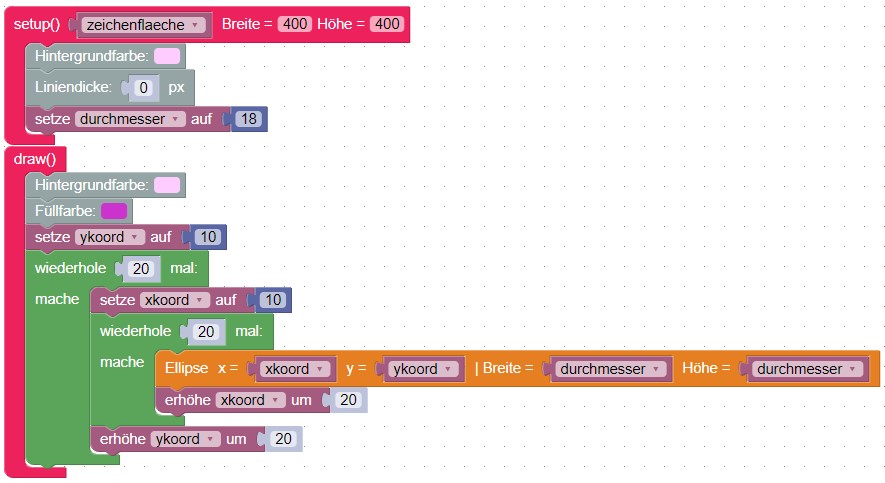 setup() zeichenflaeche Breite = 400 Höhe = 400
Hintergrundfarbe:
Liniendicke: 0 px
setze durchmesser auf 18
draw()
Hintergrundfarbe:
Füllfarbe:
setze ykoord auf 10
wiederhole 20 mal:
mache setze xkoord auf 10
wiederhole 20 mal:
mache Ellipse x = xkoord y = ykoord | Breite = durchmesser Höhe = durchmesser
erhöhe xkoord um 20
erhöhe ykoord um 20